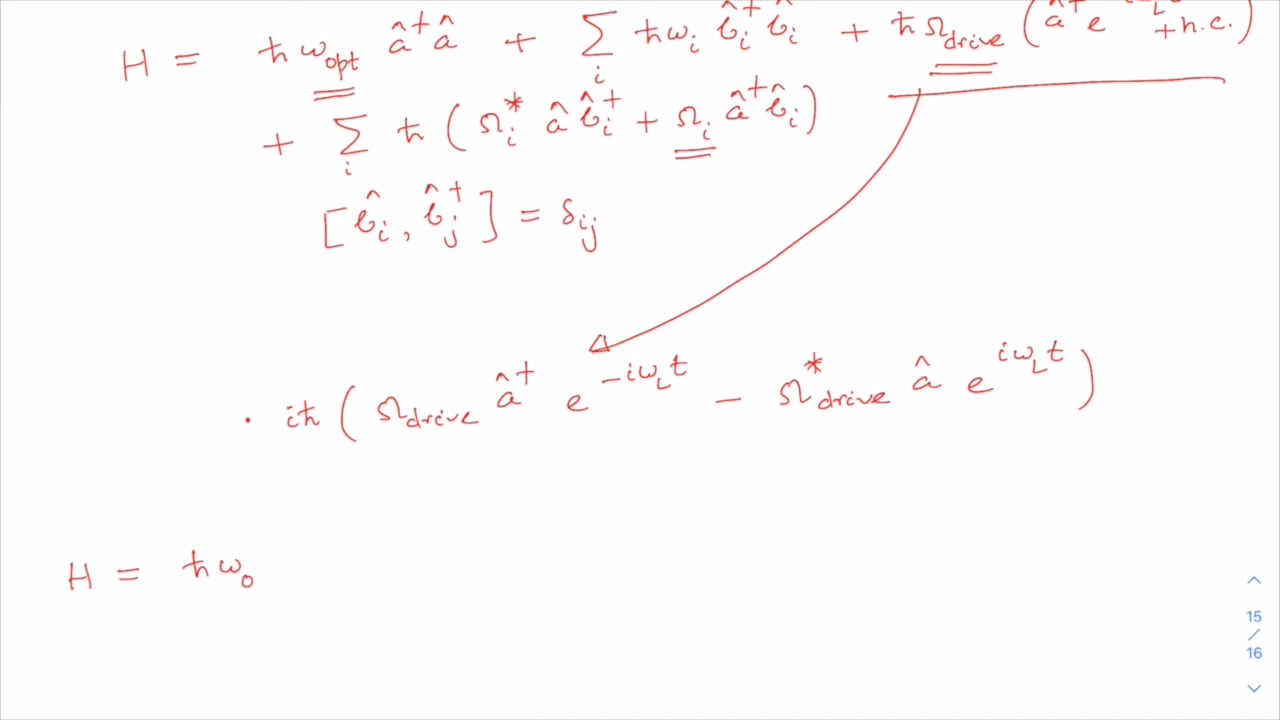 H = ħω_opt â†â + Σ_i ħω_i b̂_i† b̂_i + ħΩ_drive (â† e^{-iω_L t} + h.c.)
+ Σ_i ħ (Ω_i* â b̂_i† + Ω_i â† b̂_i)
[b̂_i, b̂_j†] = δ_ij
· iħ (Ω_drive â† e^{-iω_L t} - Ω*_drive â e^{iω_L t})
H = ħω_0
15
/
16